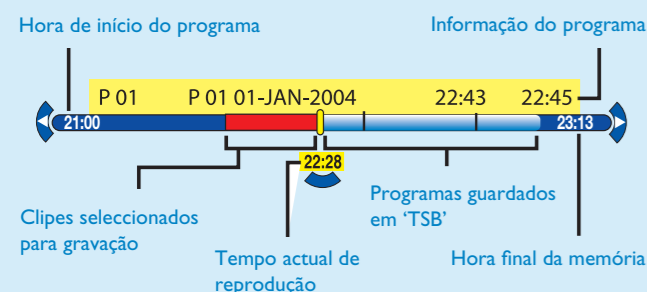 Hora de início do programa
Informação do programa
P 01 P 01 01-JAN-2004 22:43 22:45
21:00 23:13
22:28
Clipes seleccionados
para gravação
Tempo actual de
reprodução
Programas guardados
em ‘TSB’
Hora final da memória